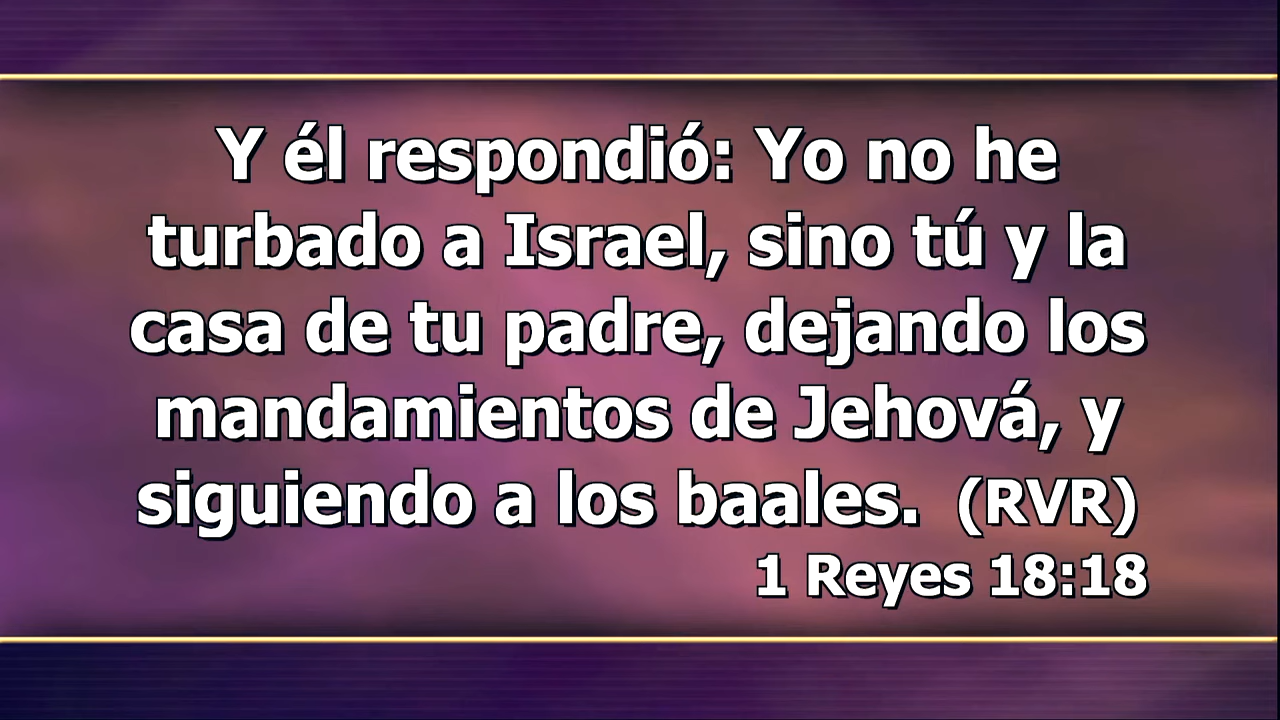 Y él respondió: Yo no he
turbado a Israel, sino tú y la
casa de tu padre, dejando los
mandamientos de Jehová, y
siguiendo a los baales.  (RVR)
1 Reyes 18:18